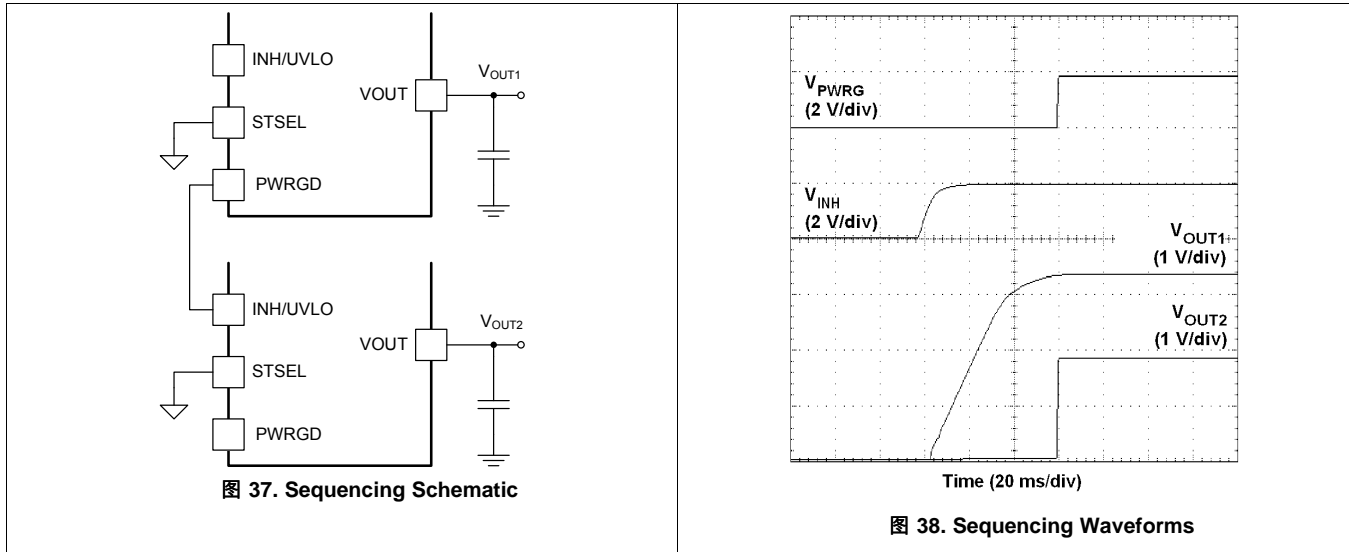 INH/UVLO
VOUT
VOUT1
STSEL
PWRGD
INH/UVLO
VOUT
VOUT2
STSEL
PWRGD
图 37. Sequencing Schematic
VPWRG
(2 V/div)
VINH
(2 V/div)
VOUT1
(1 V/div)
VOUT2
(1 V/div)
Time (20 ms/div)
图 38. Sequencing Waveforms